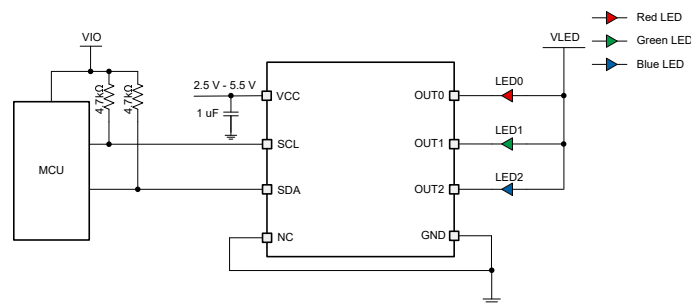 Red LED
VIO
VLED
Green LED
Blue LED
4.7kΩ
4.7kΩ
2.5 V - 5.5 V
VCC
OUT0
LED0
1 uF
SCL
OUT1
LED1
MCU
SDA
OUT2
LED2
NC
GND